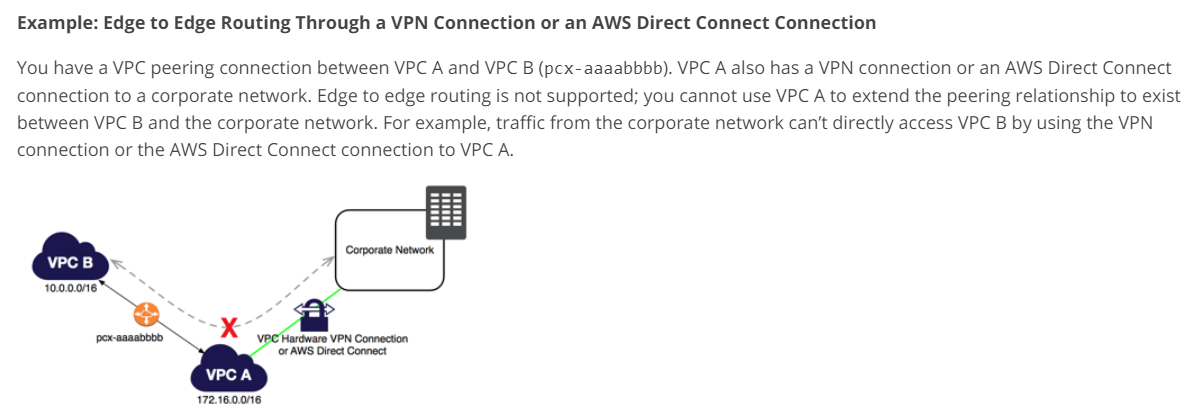 Example: Edge to Edge Routing Through a VPN Connection or an AWS Direct Connect Connection
You have a VPC peering connection between VPC A and VPC B (pcx-aaaabbbb). VPC A also has a VPN connection or an AWS Direct Connect
connection to a corporate network. Edge to edge routing is not supported; you cannot use VPC A to extend the peering relationship to exist
between VPC B and the corporate network. For example, traffic from the corporate network can’t directly access VPC B by using the VPN
connection or the AWS Direct Connect connection to VPC A.
Corporate Network
VPC B
10.0.0.0/16
pcx-aaaabbbb
X
VPC Hardware VPN Connection
or AWS Direct Connect
VPC A
172.16.0.0/16